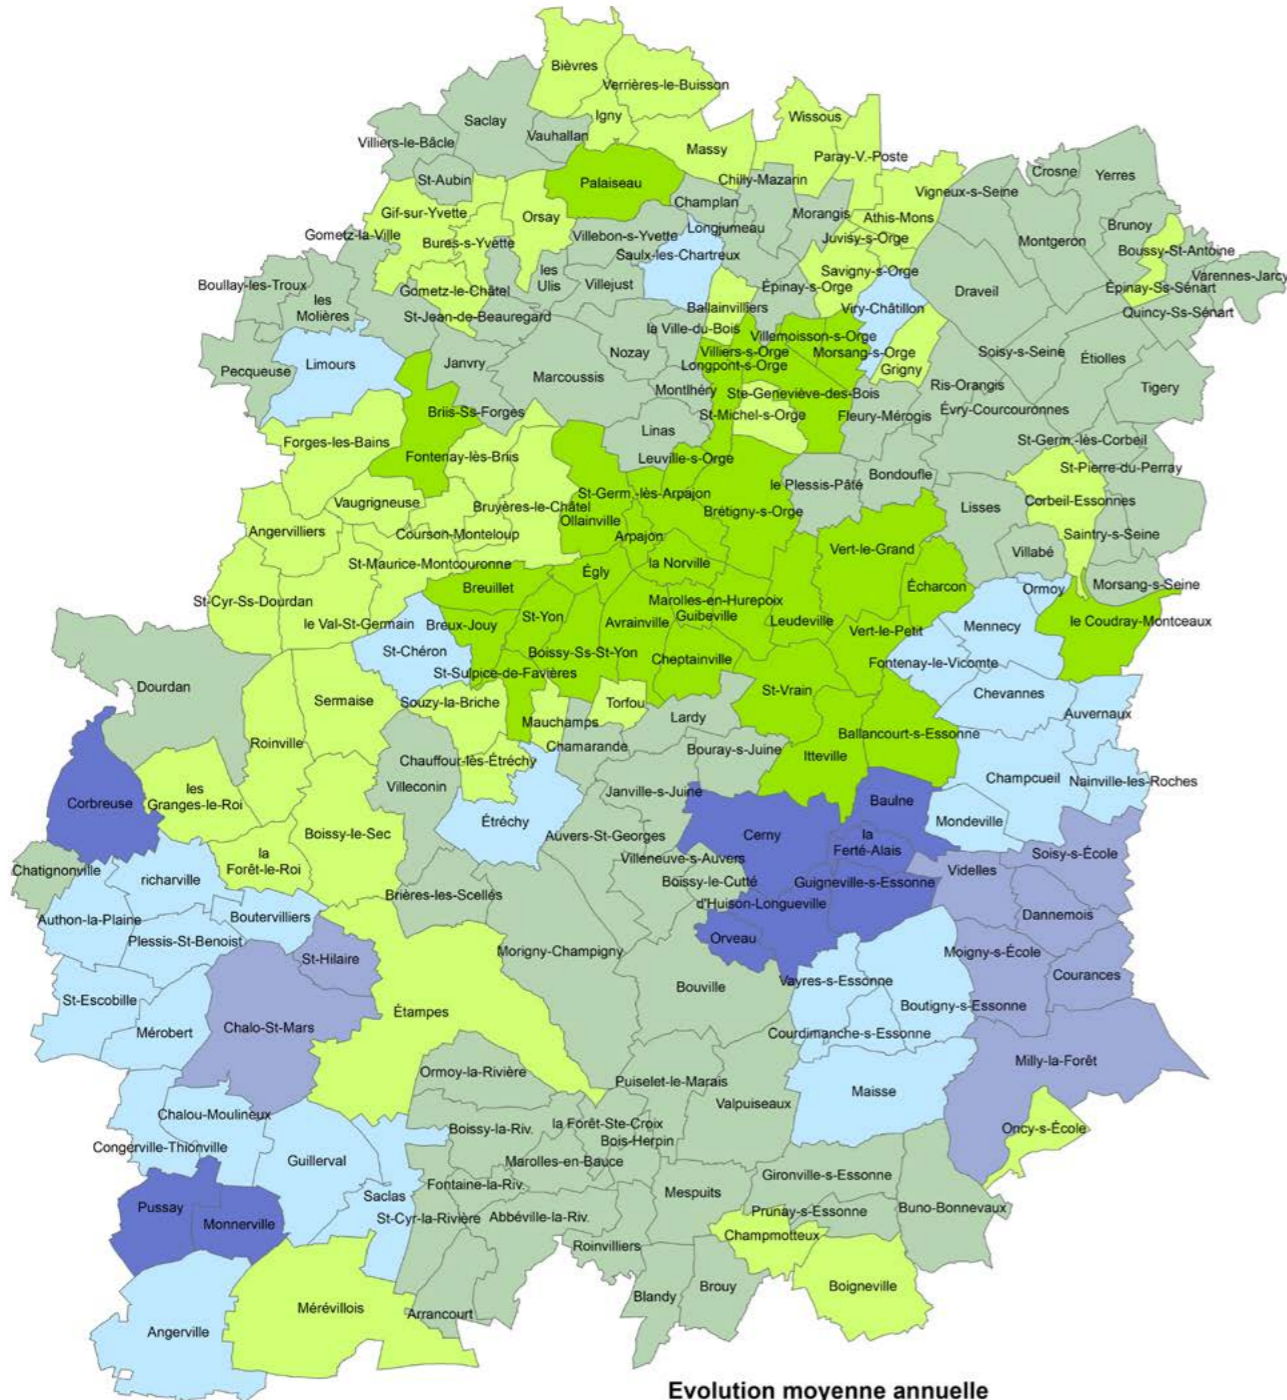 Bièvres
Verrières-le-Buisson
Igny
Wissous
Saclay
Vauhallan
Villiers-le-Bâcle
Massy
Paray-V.-Poste
St-Aubin
Palaiseau
Chilly-Mazarin
Crosne
Yerres
Champlan
Vigneux-s-Seine
Gif-sur-Yvette
Orsay
Morangis
Athis-Mons
Brunoy
Gometz-la-Ville
Bures-s-Yvette
Villebon-s-Yvette
Longjumeau
Juvisy-s-Orge
Montgeron
Boussy-St-Antoine
Saulx-les-Chartreux
les
Ulis
Villejust
Savigny-s-Orge
Varennes-Jarcy
Boullay-les-Troux
Gometz-le-Châtel
Épinay-s-Orge
Draveil
Épinay-Ss-Sénart
les
Molières
St-Jean-de-Beauregard
Ballainvilliers
Viry-Châtillon
Quincy-Ss-Sénart
la Ville-du-Bois
Villemoisson-s-Orge
Limours
Janvry
Nozay
Villiers-s-Orge
Morsang-s-Orge
Soisy-s-Seine
Étiolles
Pecqueuse
Marcoussis
Longpont-s-Orge
Grigny
Tigery
Montlhéry
Ste-Geneviève-des-Bois
Ris-Orangis
Briis-Ss-Forges
St-Michel-s-Orge
Fleury-Mérogis
Évry-Courcouronnes
Linas
Forges-les-Bains
St-Germ.-lès-Corbeil
Fontenay-lès-Briis
Leuville-s-Orge
St-Pierre-du-Perray
Bondoufle
le Plessis-Pâté
St-Germ.-lès-Arpajon
Vaugrigneuse
Bruyères-le-Châtel
Corbeil-Essonnes
Ollainville
Brétigny-s-Orge
Lisses
Angervilliers
Courson-Monteloup
Arpajon
Saintry-s-Seine
Vert-le-Grand
Villabé
St-Maurice-Montcouronne
la Norville
Égly
Écharcon
Morsang-s-Seine
Breuillet
Ormoy
St-Cyr-Ss-Dourdan
Marolles-en-Hurepoix
Guibeville
St-Yon
le Val-St-Germain
Breux-Jouy
Avrainville
Leudeville
le Coudray-Montceaux
Mennecy
Vert-le-Petit
St-Chéron
Boissy-Ss-St-Yon
Cheptainville
Fontenay-le-Vicomte
St-Sulpice-de-Favières
Dourdan
St-Vrain
Chevannes
Sermaise
Souzy-la-Briche
Torfou
Auvernaux
Mauchamps
Lardy
Ballancourt-s-Essonne
Roinville
Chamarande
Bouray-s-Juine
Itteville
Chauffour-lès-Étréchy
Champcueil
Nainville-les-Roches
les
Granges-le-Roi
Villeconin
Janville-s-Juine
Corbreuse
Baulne
Étréchy
Mondeville
Boissy-le-Sec
Auvers-St-Georges
Cerny
la
Ferté-Alais
la
Forêt-le-Roi
Villeneuve-s-Auvers
Soisy-s-École
Chatignonville
Videlles
richarville
Boissy-le-Cutté
Guigneville-s-Essonne
Brières-les-Scellés
d'Huison-Longueville
Authon-la-Plaine
Boutervilliers
Dannemois
Plessis-St-Benoist
Orveau
Morigny-Champigny
Moigny-s-École
St-Hilaire
Courances
Vayres-s-Essonne
Bouville
St-Escobille
Boutigny-s-Essonne
Étampes
Mérobert
Chalo-St-Mars
Courdimanche-s-Essonne
Milly-la-Forêt
Ormoy-la-Rivière
Puiselet-le-Marais
Maisse
Valpuiseaux
Chalou-Moulineux
Boissy-la-Riv.
la Forêt-Ste-Croix
Oncy-s-École
Bois-Herpin
Congerville-Thionville
Guillerval
Marolles-en-Bauce
Gironville-s-Essonne
Fontaine-la-Riv.
Mespuits
Saclas
Pussay
Prunay-s-Essonne
Buno-Bonnevaux
Monnerville
St-Cyr-la-Rivière
Abbéville-la-Riv.
Champmotteux
Roinvilliers
Boigneville
Brouy
Mérévillois
Blandy
Arrancourt
Angerville
Evolution moyenne annuelle